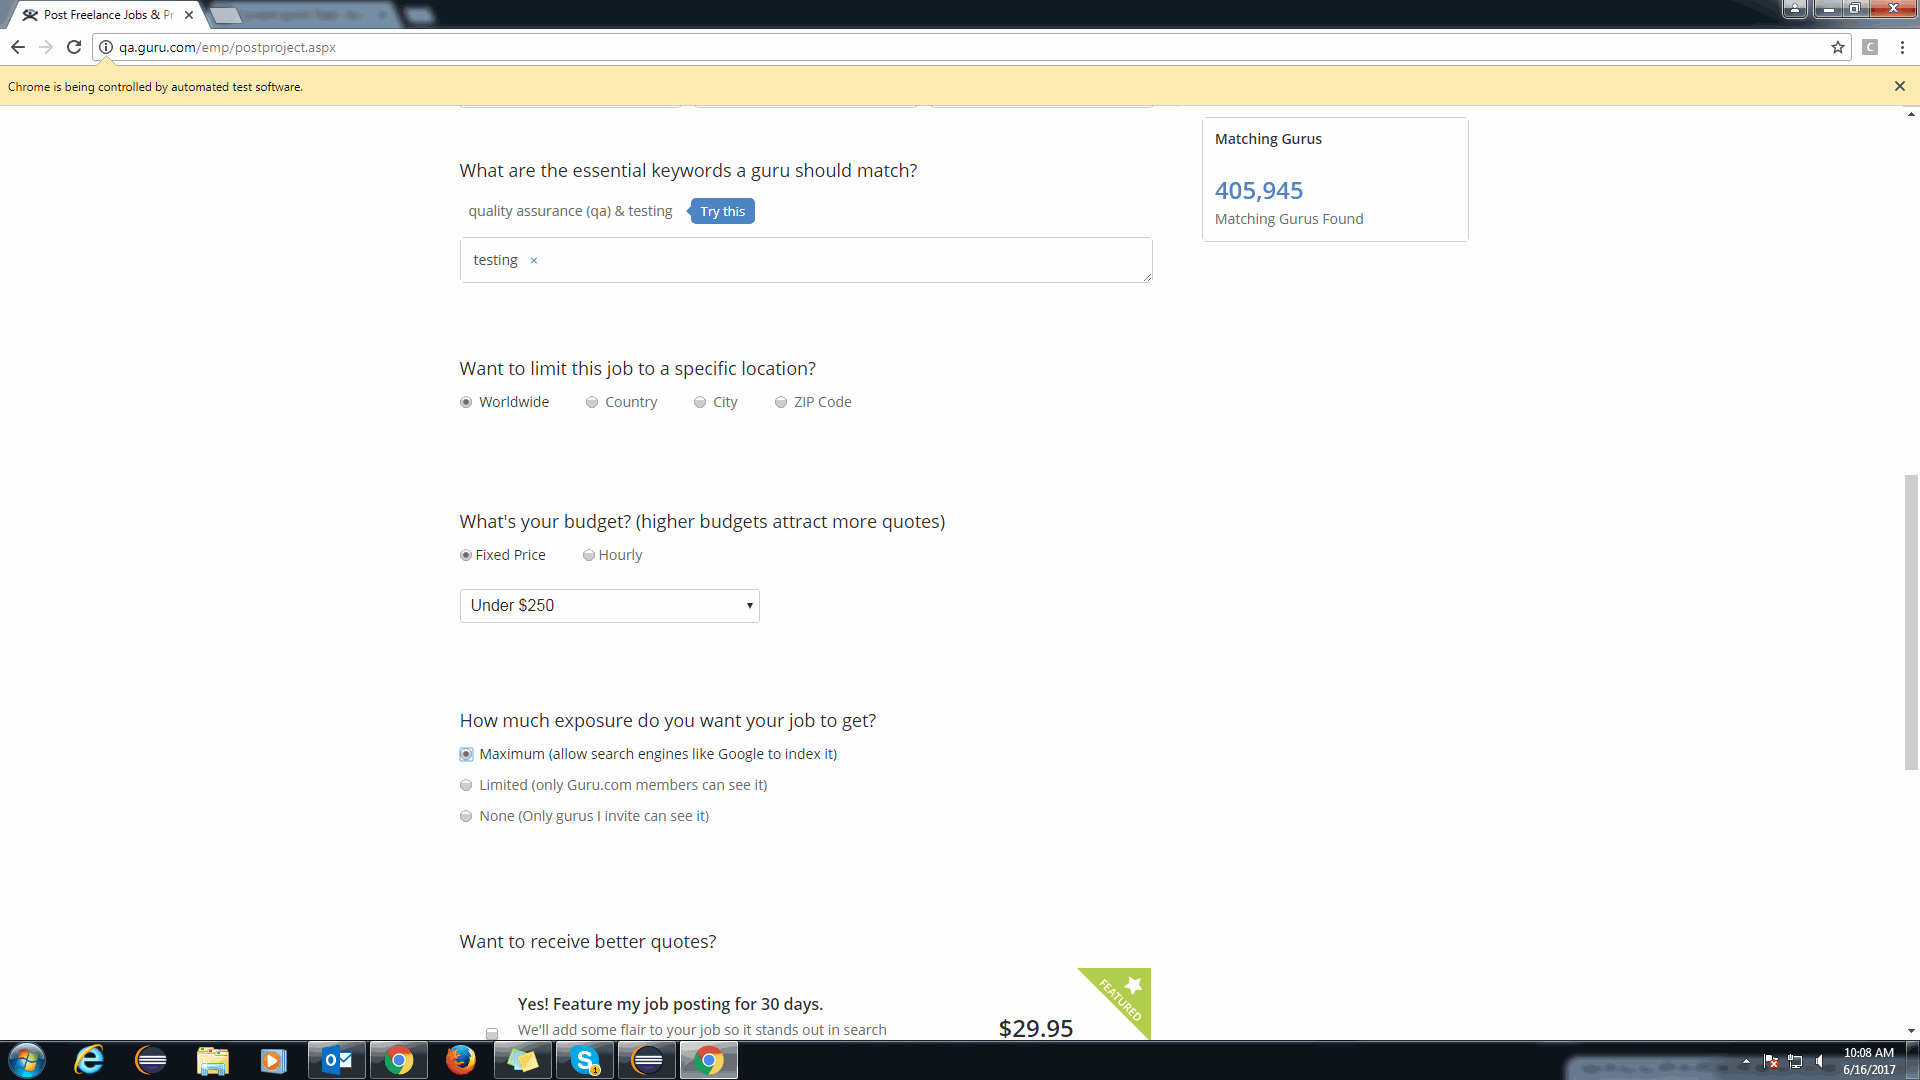 Post Freelance Jobs & Pr
qa.guru.com/emp/postproject.aspx
C
Chrome is being controlled by automated test software.
Matching Gurus
405,945
Matching Gurus Found
What are the essential keywords a guru should match?
quality assurance (qa) & testing
Try this
testing ×
Want to limit this job to a specific location?
Worldwide Country City ZIP Code
What's your budget? (higher budgets attract more quotes)
Fixed Price Hourly
Under $250
How much exposure do you want your job to get?
Maximum (allow search engines like Google to index it)
Limited (only Guru.com members can see it)
None (Only gurus I invite can see it)
Want to receive better quotes?
FEATURED
Yes! Feature my job posting for 30 days.
We'll add some flair to your job so it stands out in search
$29.95
1
10:08 AM
6/16/2017